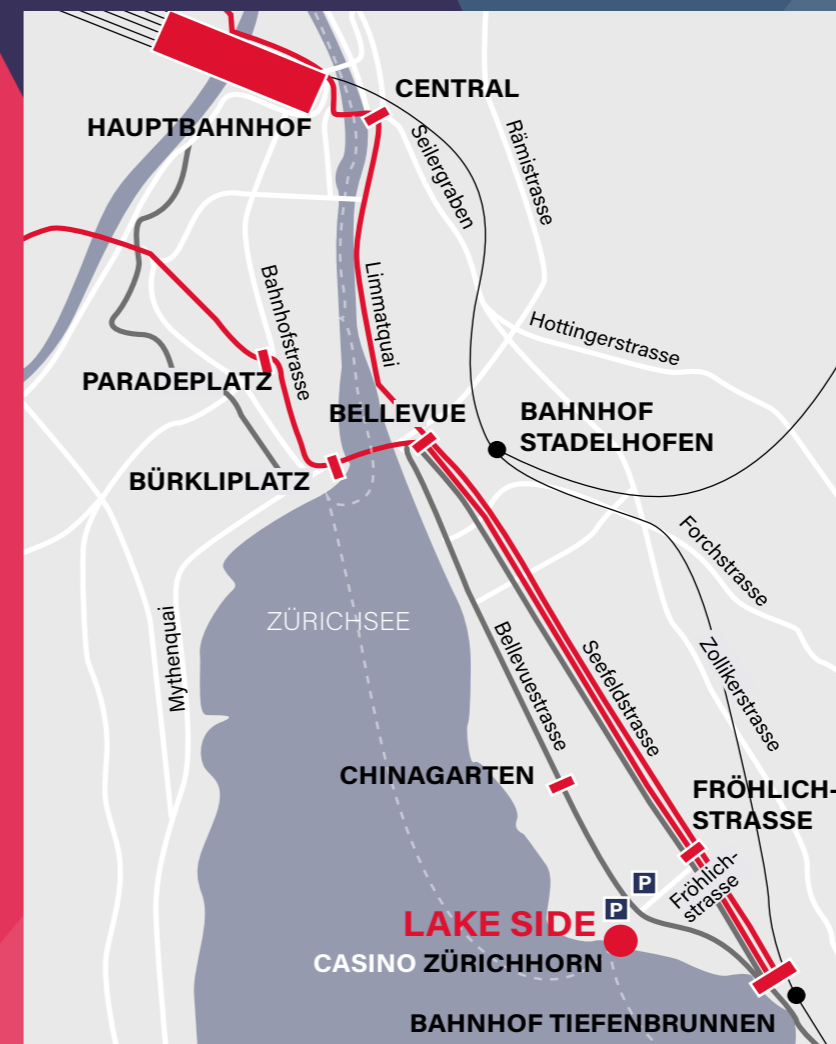 CENTRAL
HAUPTBAHNHOF
Seilergraben
Rämistrasse
Limmatquai
Bahnhofstrasse
Hottingerstrasse
PARADEPLATZ
BELLEVUE
BAHNHOF
STADELHOFEN
BÜRKLIPLATZ
Forchstrasse
ZÜRICHSEE
Mythenquai
Bellevuestrasse
Seefeldstrasse
Zollikerstrasse
CHINAGARTEN
FRÖHLICH-
STRASSE
Fröhlich-
strasse
P
P
LAKE SIDE
CASINO ZÜRICHHORN
BAHNHOF TIEFENBRUNNEN